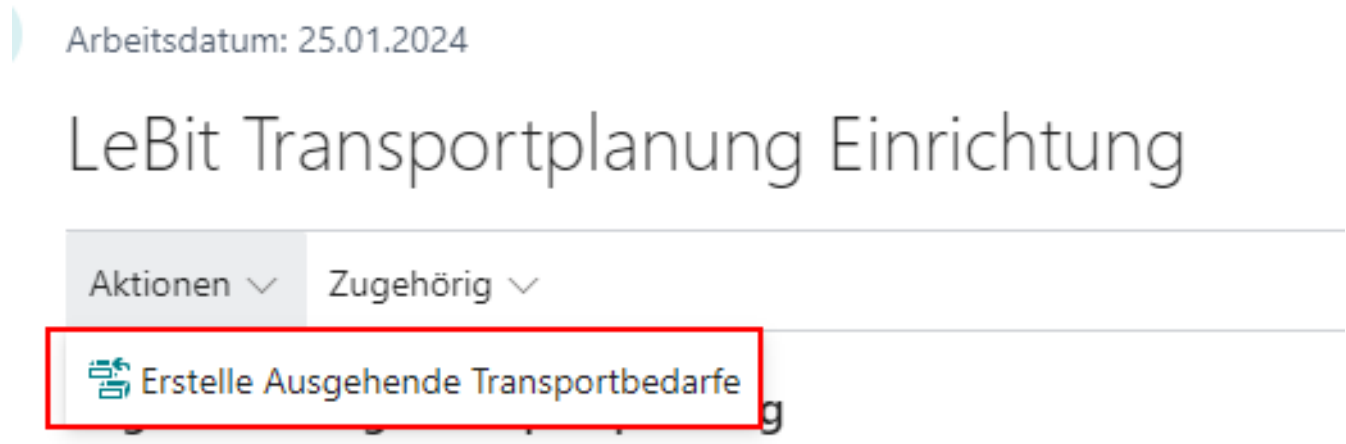 Arbeitsdatum: 25.01.2024
LeBit Transportplanung Einrichtung
Aktionen Zugehörig
Erstelle Ausgehende Transportbedarfe